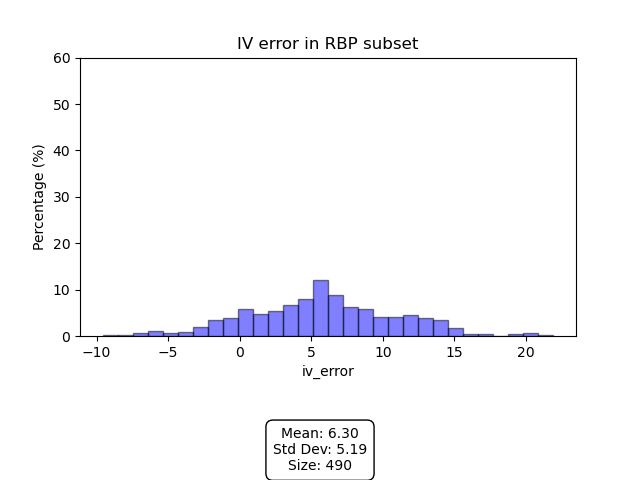 IV error in RBP subset
60
50
40
30
20
10
0
Percentage (%)
−10
−5
0
5
10
15
20
iv_error
Mean: 6.30
Std Dev: 5.19
Size: 490